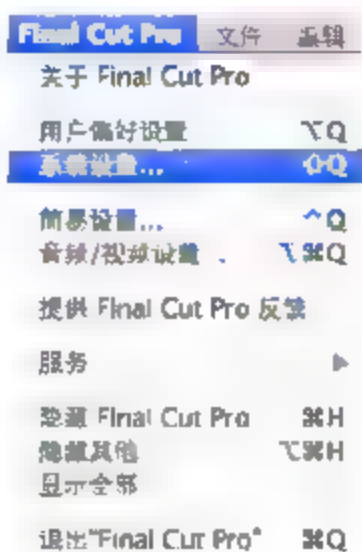 Final Cut Pro 文件 编辑
关于 Final Cut Pro
用户偏好设置 ⌥Q
系统设置... ⇧Q
简易设置... ^Q
音频/视频设置... ⌥⌘Q
提供 Final Cut Pro 反馈
服务 ▶
隐藏 Final Cut Pro ⌘H
隐藏其他 ⌥⌘H
显示全部
退出“Final Cut Pro” ⌘Q